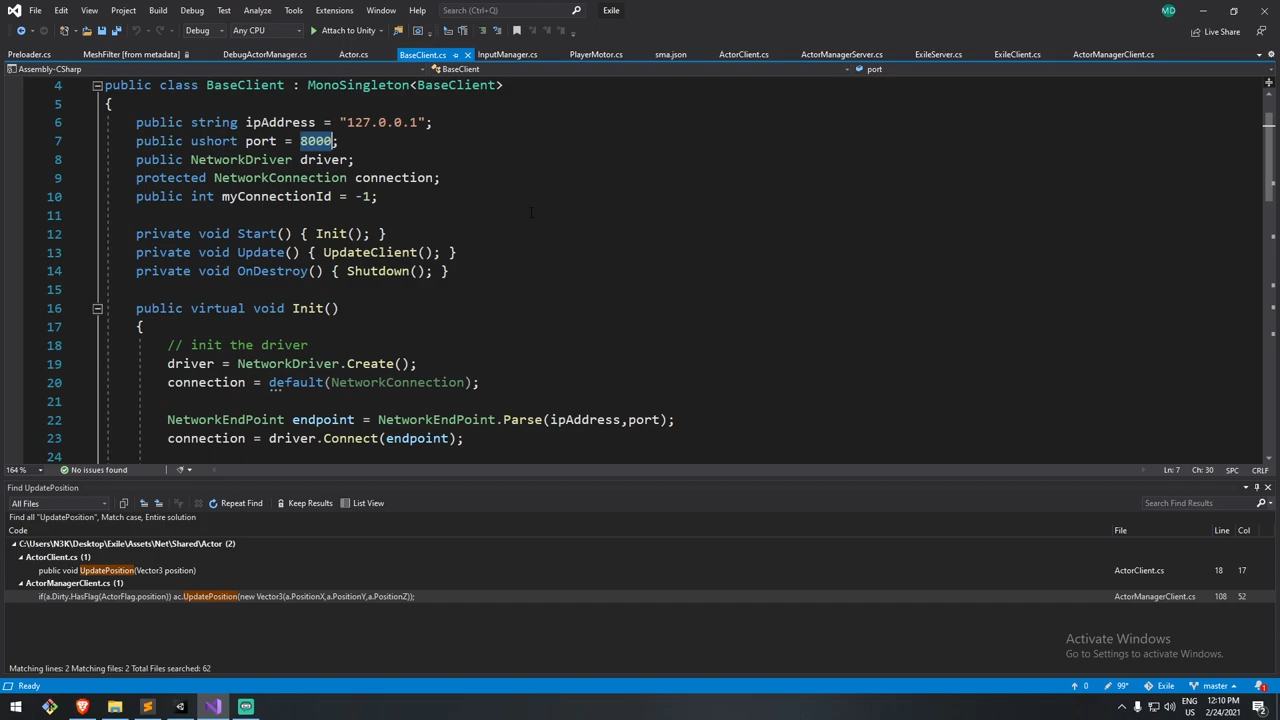 File Edit View Git Project Build Debug Test Analyze Tools Extensions Window Help Search (Ctrl+Q) Exile MD
Debug Any CPU Attach to Unity Live Share
Preloader.cs MeshFilter [from metadata] DebugActorManager.cs Actor.cs BaseClient.cs InputManager.cs PlayerMotor.cs sma.json ActorClient.cs ActorManagerServer.cs ExileServer.cs ExileClient.cs ActorManagerClient.cs
Assembly-CSharp BaseClient port
4 public class BaseClient : MonoSingleton<BaseClient>
5 {
6 public string ipAddress = "127.0.0.1";
7 public ushort port = 8000;
8 public NetworkDriver driver;
9 protected NetworkConnection connection;
10 public int myConnectionId = -1;
11
12 private void Start() { Init(); }
13 private void Update() { UpdateClient(); }
14 private void OnDestroy() { Shutdown(); }
15
16 public virtual void Init()
17 {
18 // init the driver
19 driver = NetworkDriver.Create();
20 connection = default(NetworkConnection);
21
22 NetworkEndPoint endpoint = NetworkEndPoint.Parse(ipAddress,port);
23 connection = driver.Connect(endpoint);
24
164 % No issues found Ln: 7 Ch: 30 SPC CRLF
Find UpdatePosition
All Files Repeat Find Keep Results List View Search Find Results
Find all "UpdatePosition", Match case, Entire solution
Code File Line Col
C:\Users\N3K\Desktop\Exile\Assets\Net\Shared\Actor (2)
ActorClient.cs (1)
public void UpdatePosition(Vector3 position) ActorClient.cs 18 17
ActorManagerClient.cs (1)
if(a.Dirty.HasFlag(ActorFlag.position)) ac.UpdatePosition(new Vector3(a.PositionX,a.PositionY,a.PositionZ)); ActorManagerClient.cs 108 52
Activate Windows
Go to Settings to activate Windows.
Matching lines: 2 Matching files: 2 Total Files searched: 62
Ready 0 99* Exile master 1
ENG 12:10 PM
US 2/24/2021 2